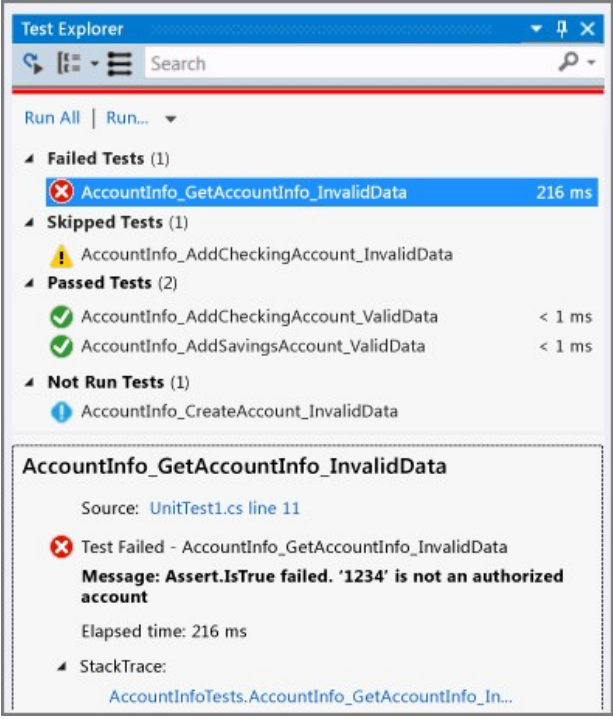 Test Explorer
Search
Run All | Run...
Failed Tests (1)
AccountInfo_GetAccountInfo_InvalidData 216 ms
Skipped Tests (1)
AccountInfo_AddCheckingAccount_InvalidData
Passed Tests (2)
AccountInfo_AddCheckingAccount_ValidData < 1 ms
AccountInfo_AddSavingsAccount_ValidData < 1 ms
Not Run Tests (1)
AccountInfo_CreateAccount_InvalidData
AccountInfo_GetAccountInfo_InvalidData
Source: UnitTest1.cs line 11
Test Failed - AccountInfo_GetAccountInfo_InvalidData
Message: Assert.IsTrue failed. ‘1234’ is not an authorized
account
Elapsed time: 216 ms
StackTrace:
AccountInfoTests.AccountInfo_GetAccountInfo_In...